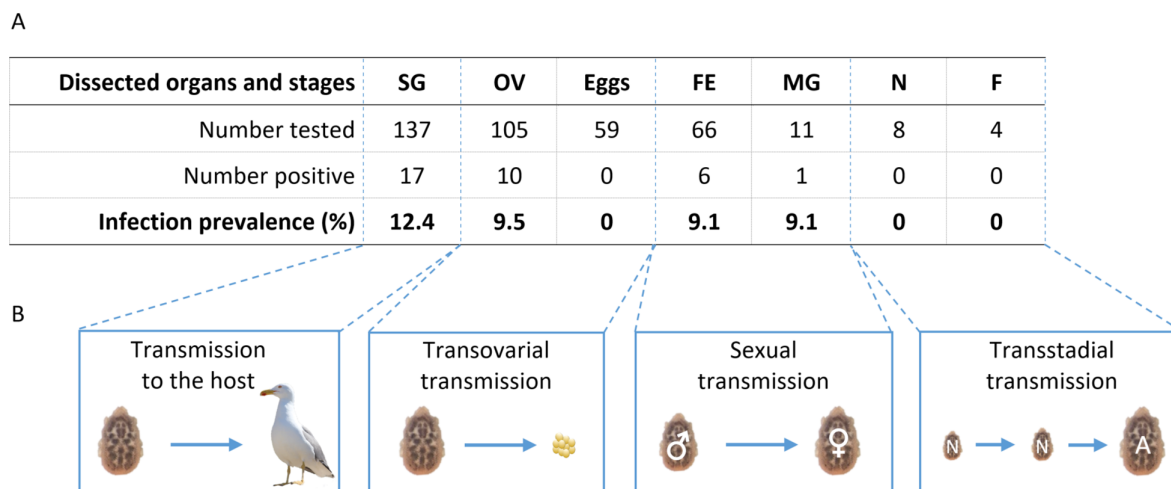 A
Dissected organs and stages SG OV Eggs FE MG N F
Number tested 137 105 59 66 11 8 4
Number positive 17 10 0 6 1 0 0
Infection prevalence (%) 12.4 9.5 0 9.1 9.1 0 0
B
Transmission
to the host
Transovarial
transmission
Sexual
transmission
♂ ♀
Transstadial
transmission
N N A